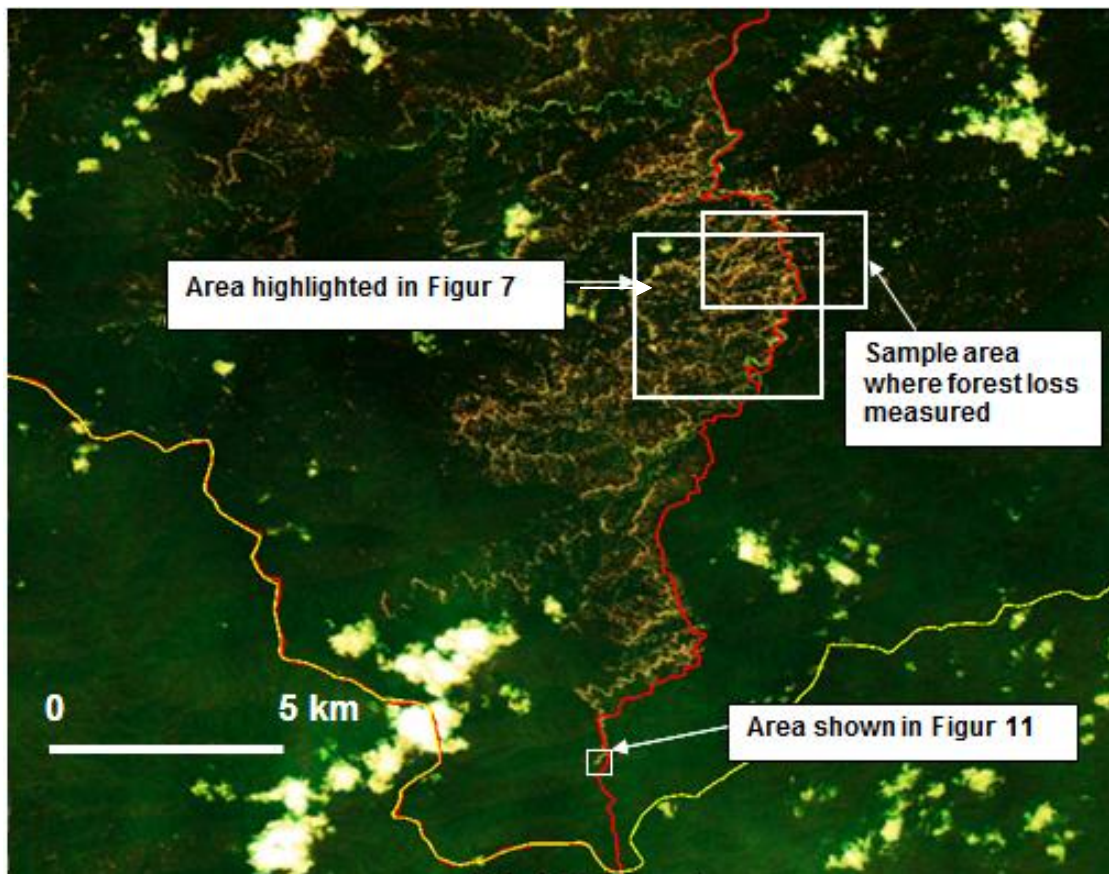 Area highlighted in Figur 7
Sample area
where forest loss
measured
0 5 km
Area shown in Figur 11